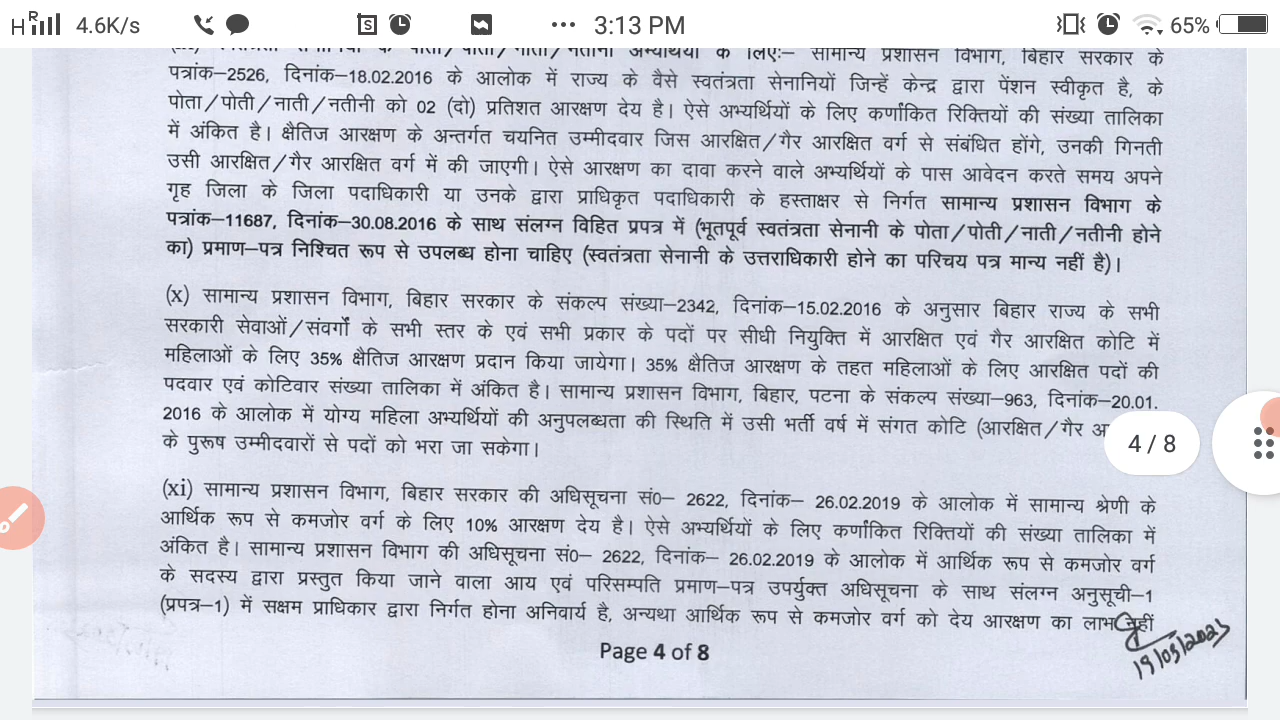 HR 4.6K/s S ••• 3:13 PM 65%
स्वतंत्रता सेनानियों के पोता/पोती/नाती/नतीनी अभ्यर्थियों के लिएः– सामान्य प्रशासन विभाग, बिहार सरकार के
पत्रांक–2526, दिनांक–18.02.2016 के आलोक में राज्य के वैसे स्वतंत्रता सेनानियों जिन्हें केन्द्र द्वारा पेंशन स्वीकृत है, के
पोता/पोती/नाती/नतीनी को 02 (दो) प्रतिशत आरक्षण देय है। ऐसे अभ्यर्थियों के लिए कर्णांकित रिक्तियों की संख्या तालिका
में अंकित है। क्षैतिज आरक्षण के अन्तर्गत चयनित उम्मीदवार जिस आरक्षित/गैर आरक्षित वर्ग से संबंधित होंगे, उनकी गिनती
उसी आरक्षित/गैर आरक्षित वर्ग में की जाएगी। ऐसे आरक्षण का दावा करने वाले अभ्यर्थियों के पास आवेदन करते समय अपने
गृह जिला के जिला पदाधिकारी या उनके द्वारा प्राधिकृत पदाधिकारी के हस्ताक्षर से निर्गत सामान्य प्रशासन विभाग के
पत्रांक–11687, दिनांक–30.08.2016 के साथ संलग्न विहित प्रपत्र में (भूतपूर्व स्वतंत्रता सेनानी के पोता/पोती/नाती/नतीनी होने
का) प्रमाण–पत्र निश्चित रूप से उपलब्ध होना चाहिए (स्वतंत्रता सेनानी के उत्तराधिकारी होने का परिचय पत्र मान्य नहीं है)।
(x) सामान्य प्रशासन विभाग, बिहार सरकार के संकल्प संख्या–2342, दिनांक–15.02.2016 के अनुसार बिहार राज्य के सभी
सरकारी सेवाओं/संवर्गों के सभी स्तर के एवं सभी प्रकार के पदों पर सीधी नियुक्ति में आरक्षित एवं गैर आरक्षित कोटि में
महिलाओं के लिए 35% क्षैतिज आरक्षण प्रदान किया जायेगा। 35% क्षैतिज आरक्षण के तहत महिलाओं के लिए आरक्षित पदों की
पदवार एवं कोटिवार संख्या तालिका में अंकित है। सामान्य प्रशासन विभाग, बिहार, पटना के संकल्प संख्या–963, दिनांक–20.01.
2016 के आलोक में योग्य महिला अभ्यर्थियों की अनुपलब्धता की स्थिति में उसी भर्ती वर्ष में संगत कोटि (आरक्षित/गैर
के पुरूष उम्मीदवारों से पदों को भरा जा सकेगा।
4 / 8
(xi) सामान्य प्रशासन विभाग, बिहार सरकार की अधिसूचना सं0– 2622, दिनांक– 26.02.2019 के आलोक में सामान्य श्रेणी के
आर्थिक रूप से कमजोर वर्ग के लिए 10% आरक्षण देय है। ऐसे अभ्यर्थियों के लिए कर्णांकित रिक्तियों की संख्या तालिका में
अंकित है। सामान्य प्रशासन विभाग की अधिसूचना सं0– 2622, दिनांक– 26.02.2019 के आलोक में आर्थिक रूप से कमजोर वर्ग
के सदस्य द्वारा प्रस्तुत किया जाने वाला आय एवं परिसम्पति प्रमाण–पत्र उपर्युक्त अधिसूचना के साथ संलग्न अनुसूची–1
(प्रपत्र–1) में सक्षम प्राधिकार द्वारा निर्गत होना अनिवार्य है, अन्यथा आर्थिक रूप से कमजोर वर्ग को देय आरक्षण का लाभ नहीं
Page 4 of 8
19/03/2021